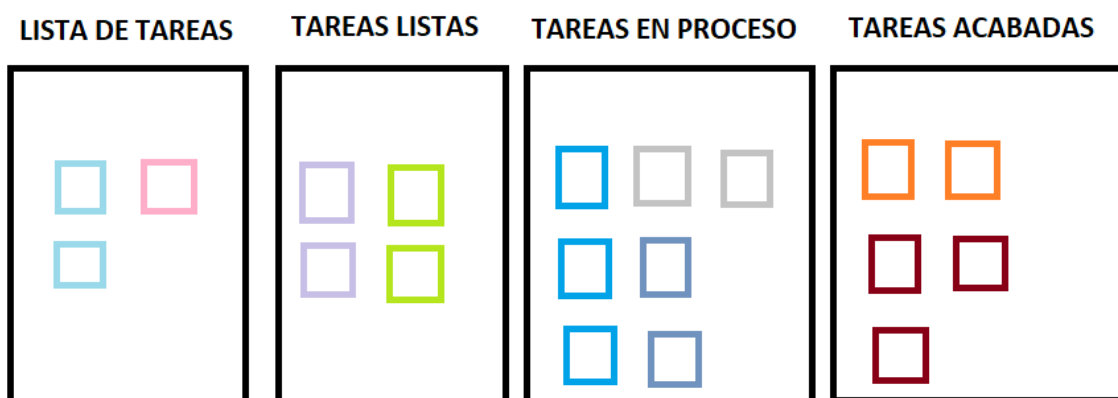 LISTA DE TAREAS
TAREAS LISTAS
TAREAS EN PROCESO
TAREAS ACABADAS